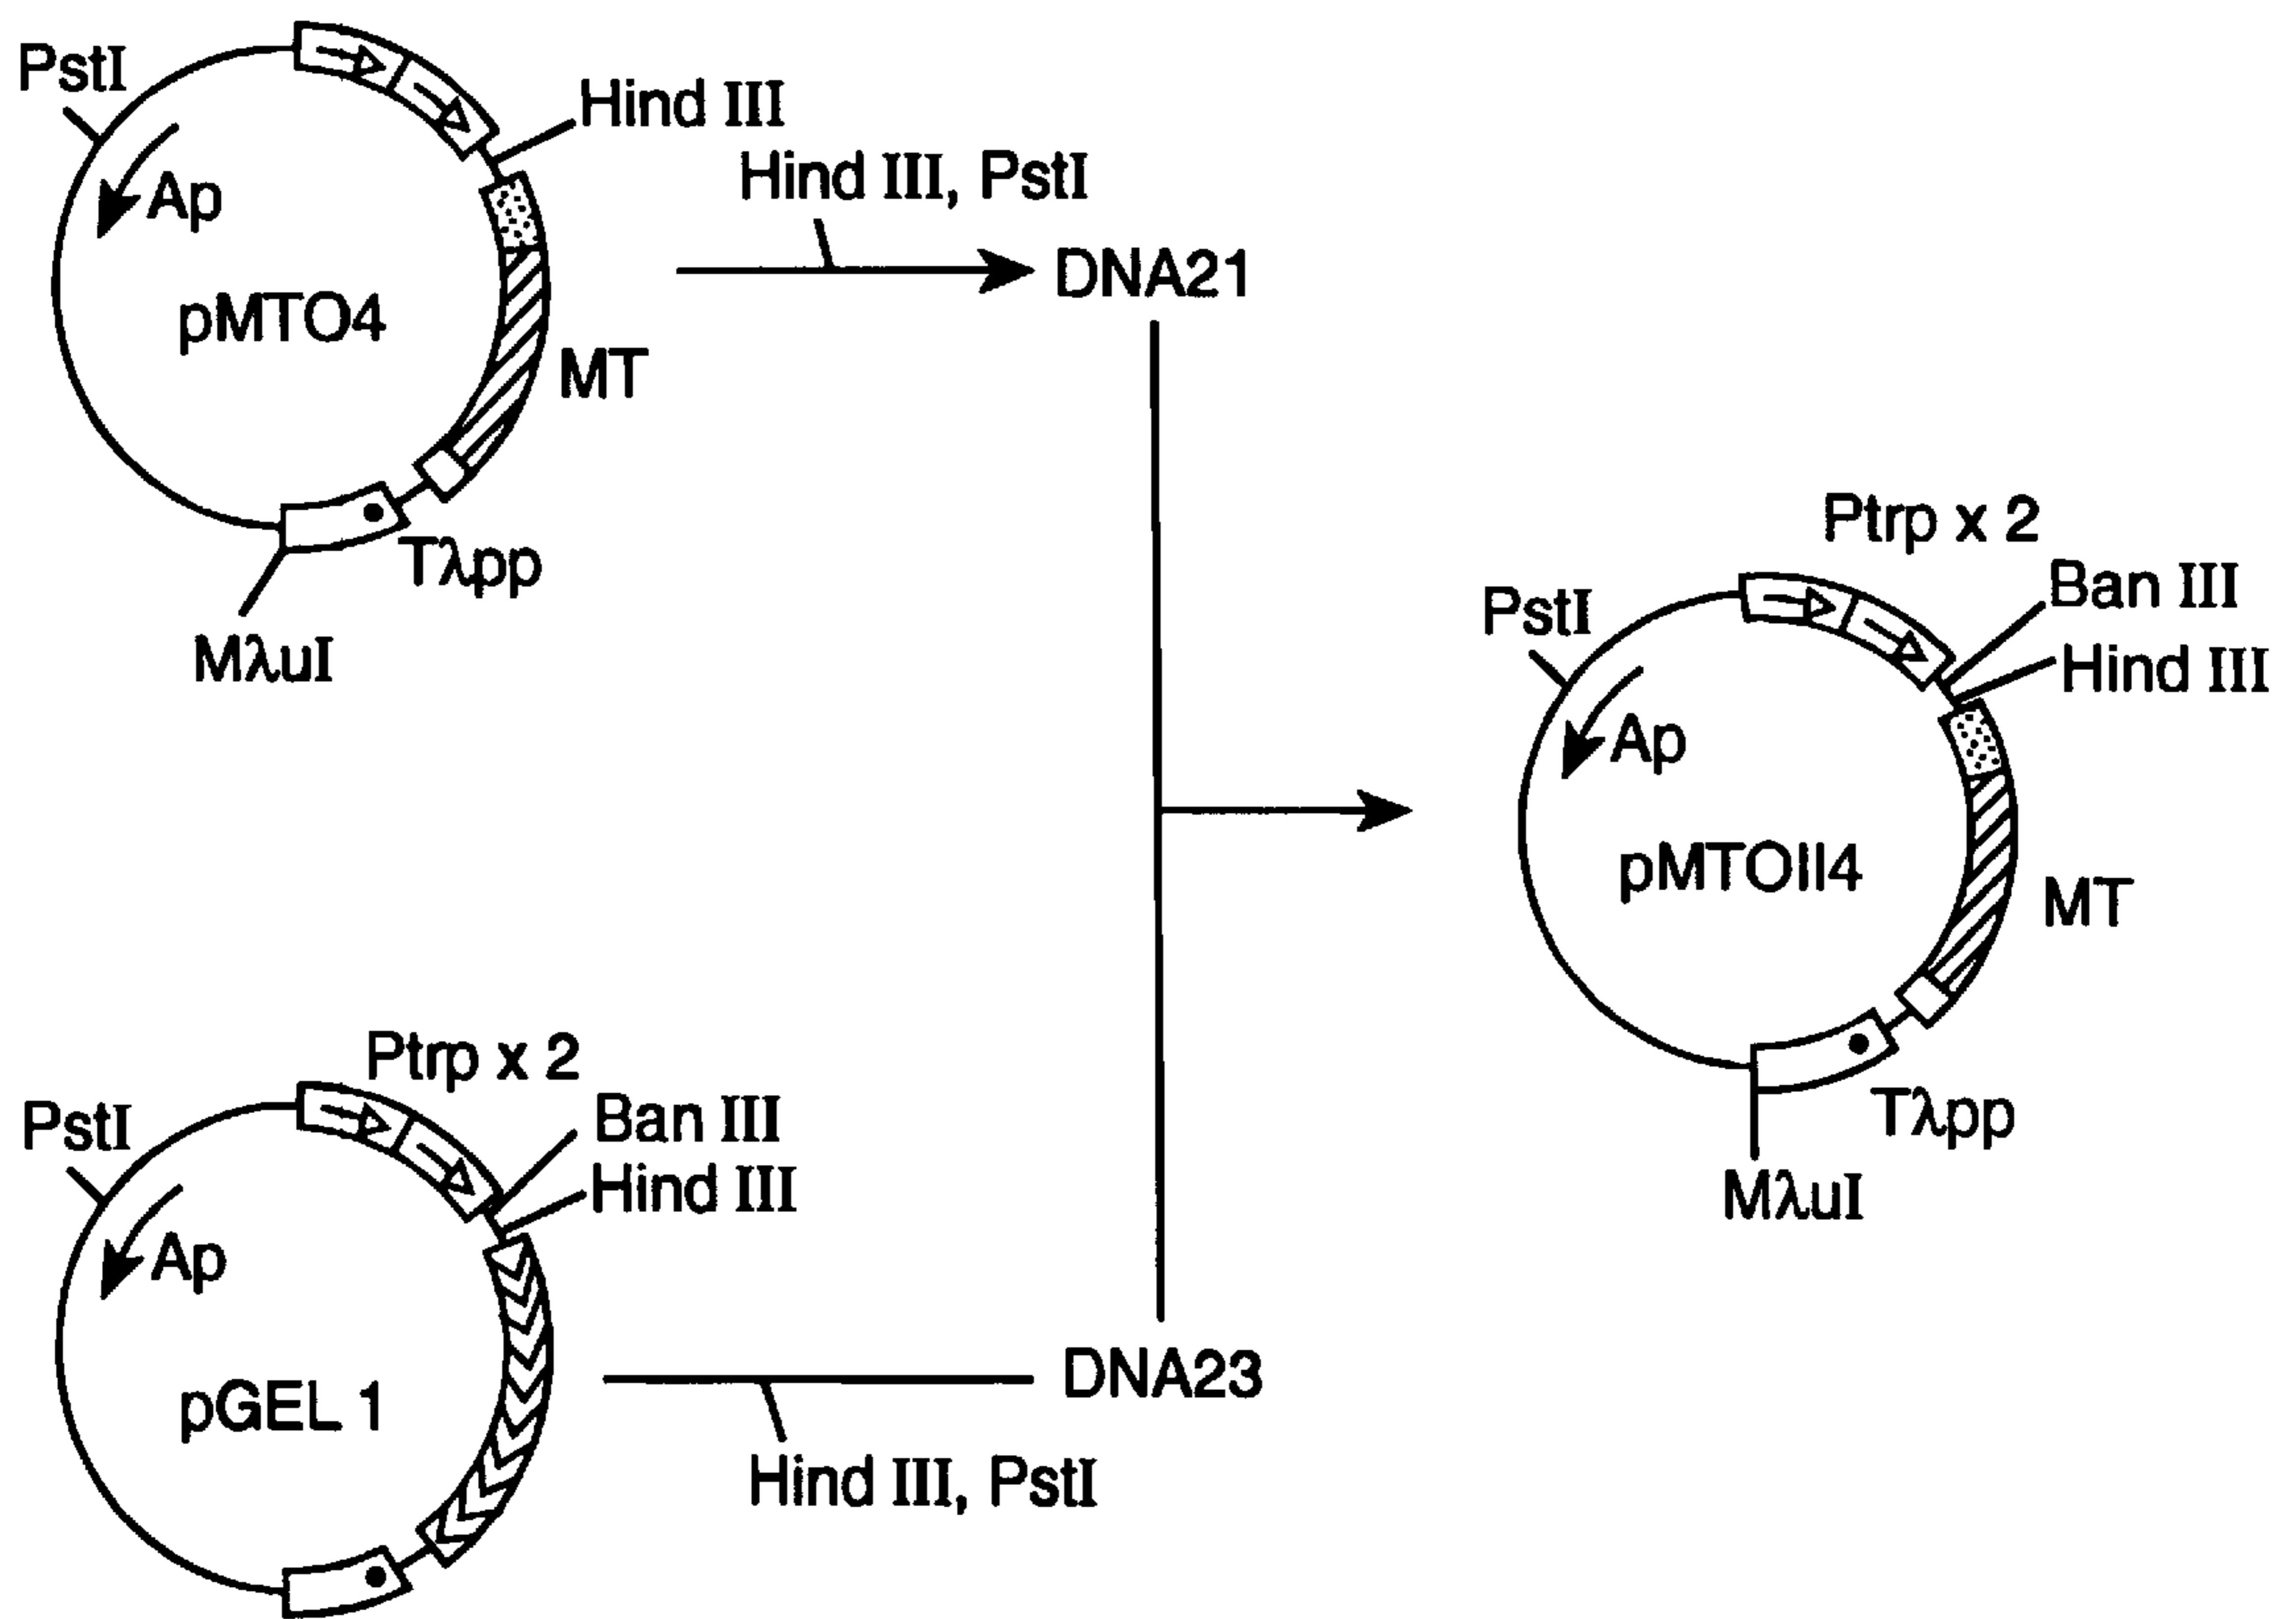 PstI
Hind III
Ap
pMTO4
MT
Tλpp
MλuI
Hind III, PstI
DNA21
Ptrp x 2
PstI
Ban III
Hind III
Ap
pGEL 1
Hind III, PstI
DNA23
Ptrp x 2
PstI
Ban III
Hind III
Ap
pMTOII4
MT
Tλpp
MλuI